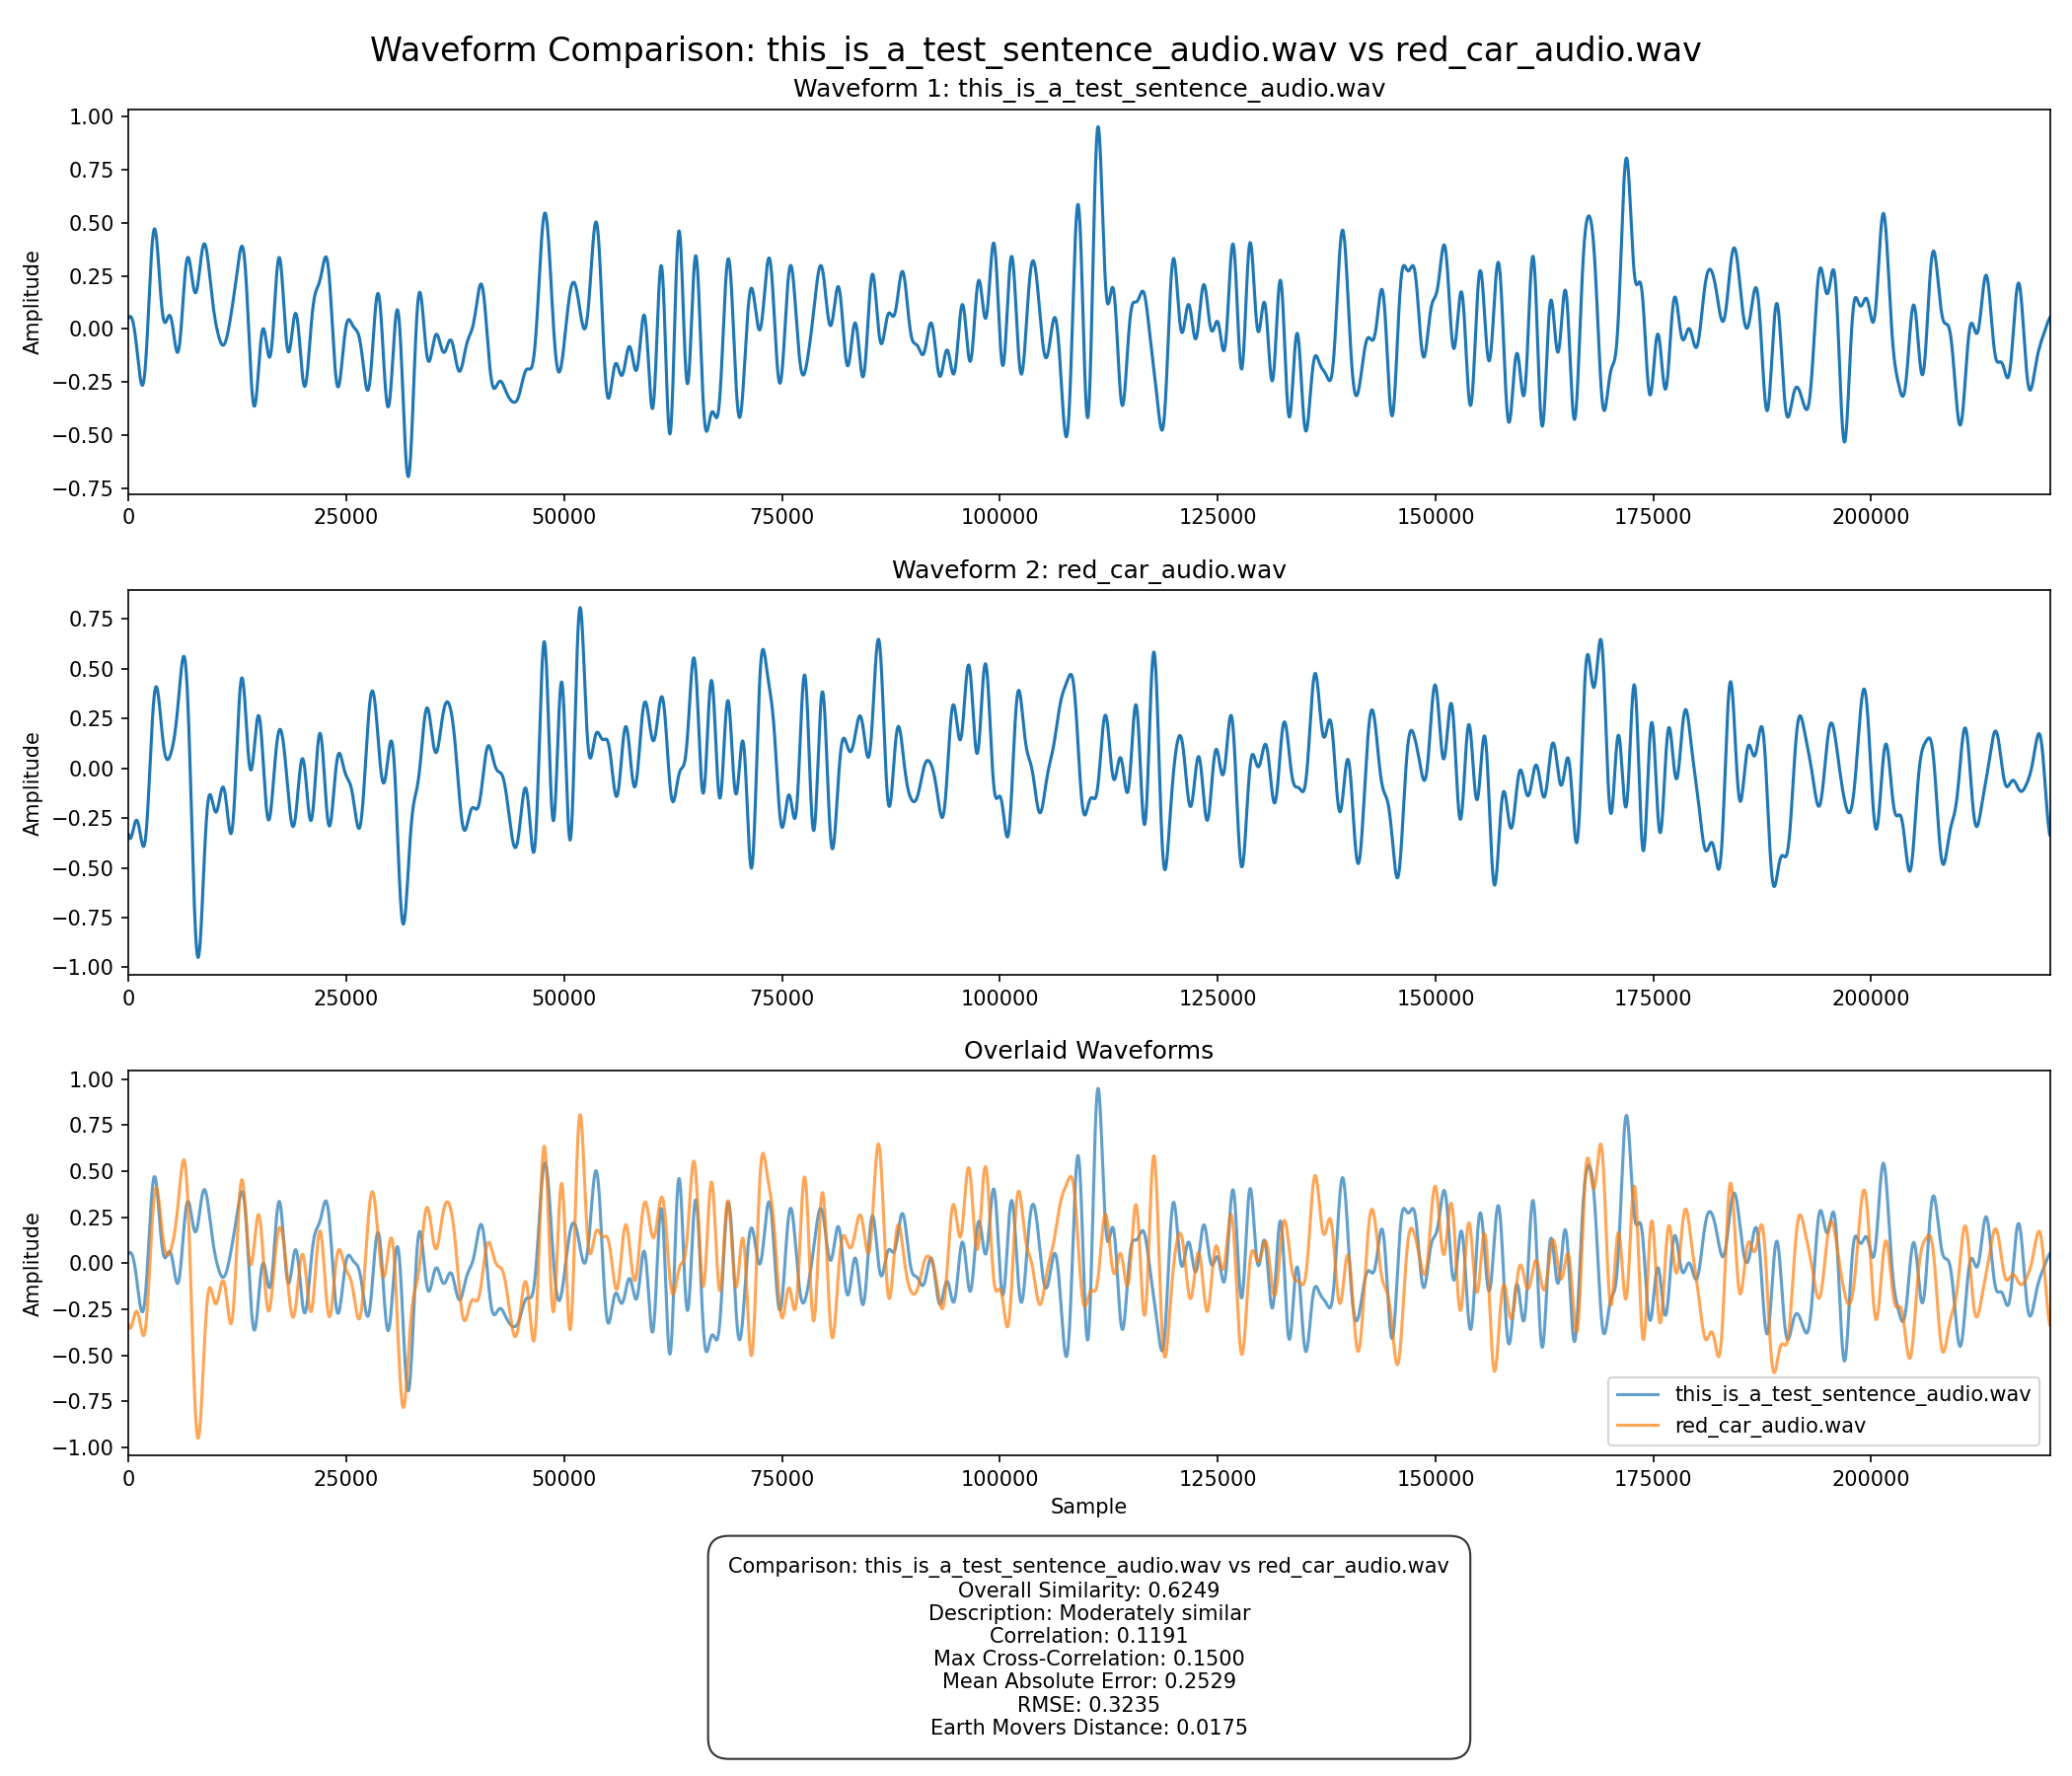 Waveform Comparison: this_is_a_test_sentence_audio.wav vs red_car_audio.wav
Waveform 1: this_is_a_test_sentence_audio.wav
Amplitude
1.00
0.75
0.50
0.25
0.00
−0.25
−0.50
−0.75
0 25000 50000 75000 100000 125000 150000 175000 200000
Waveform 2: red_car_audio.wav
Amplitude
0.75
0.50
0.25
0.00
−0.25
−0.50
−0.75
−1.00
0 25000 50000 75000 100000 125000 150000 175000 200000
Overlaid Waveforms
Amplitude
1.00
0.75
0.50
0.25
0.00
−0.25
−0.50
−0.75
−1.00
this_is_a_test_sentence_audio.wav
red_car_audio.wav
0 25000 50000 75000 100000 125000 150000 175000 200000
Sample
Comparison: this_is_a_test_sentence_audio.wav vs red_car_audio.wav
Overall Similarity: 0.6249
Description: Moderately similar
Correlation: 0.1191
Max Cross-Correlation: 0.1500
Mean Absolute Error: 0.2529
RMSE: 0.3235
Earth Movers Distance: 0.0175